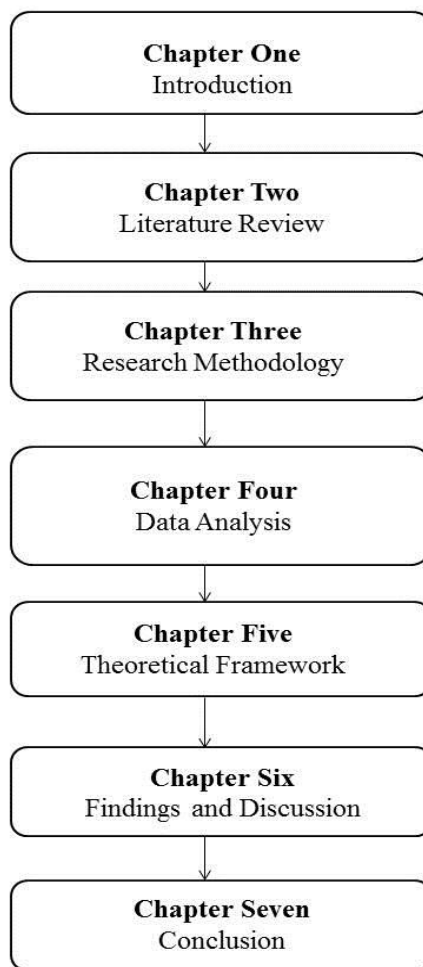 Chapter One
Introduction
Chapter Two
Literature Review
Chapter Three
Research Methodology
Chapter Four
Data Analysis
Chapter Five
Theoretical Framework
Chapter Six
Findings and Discussion
Chapter Seven
Conclusion